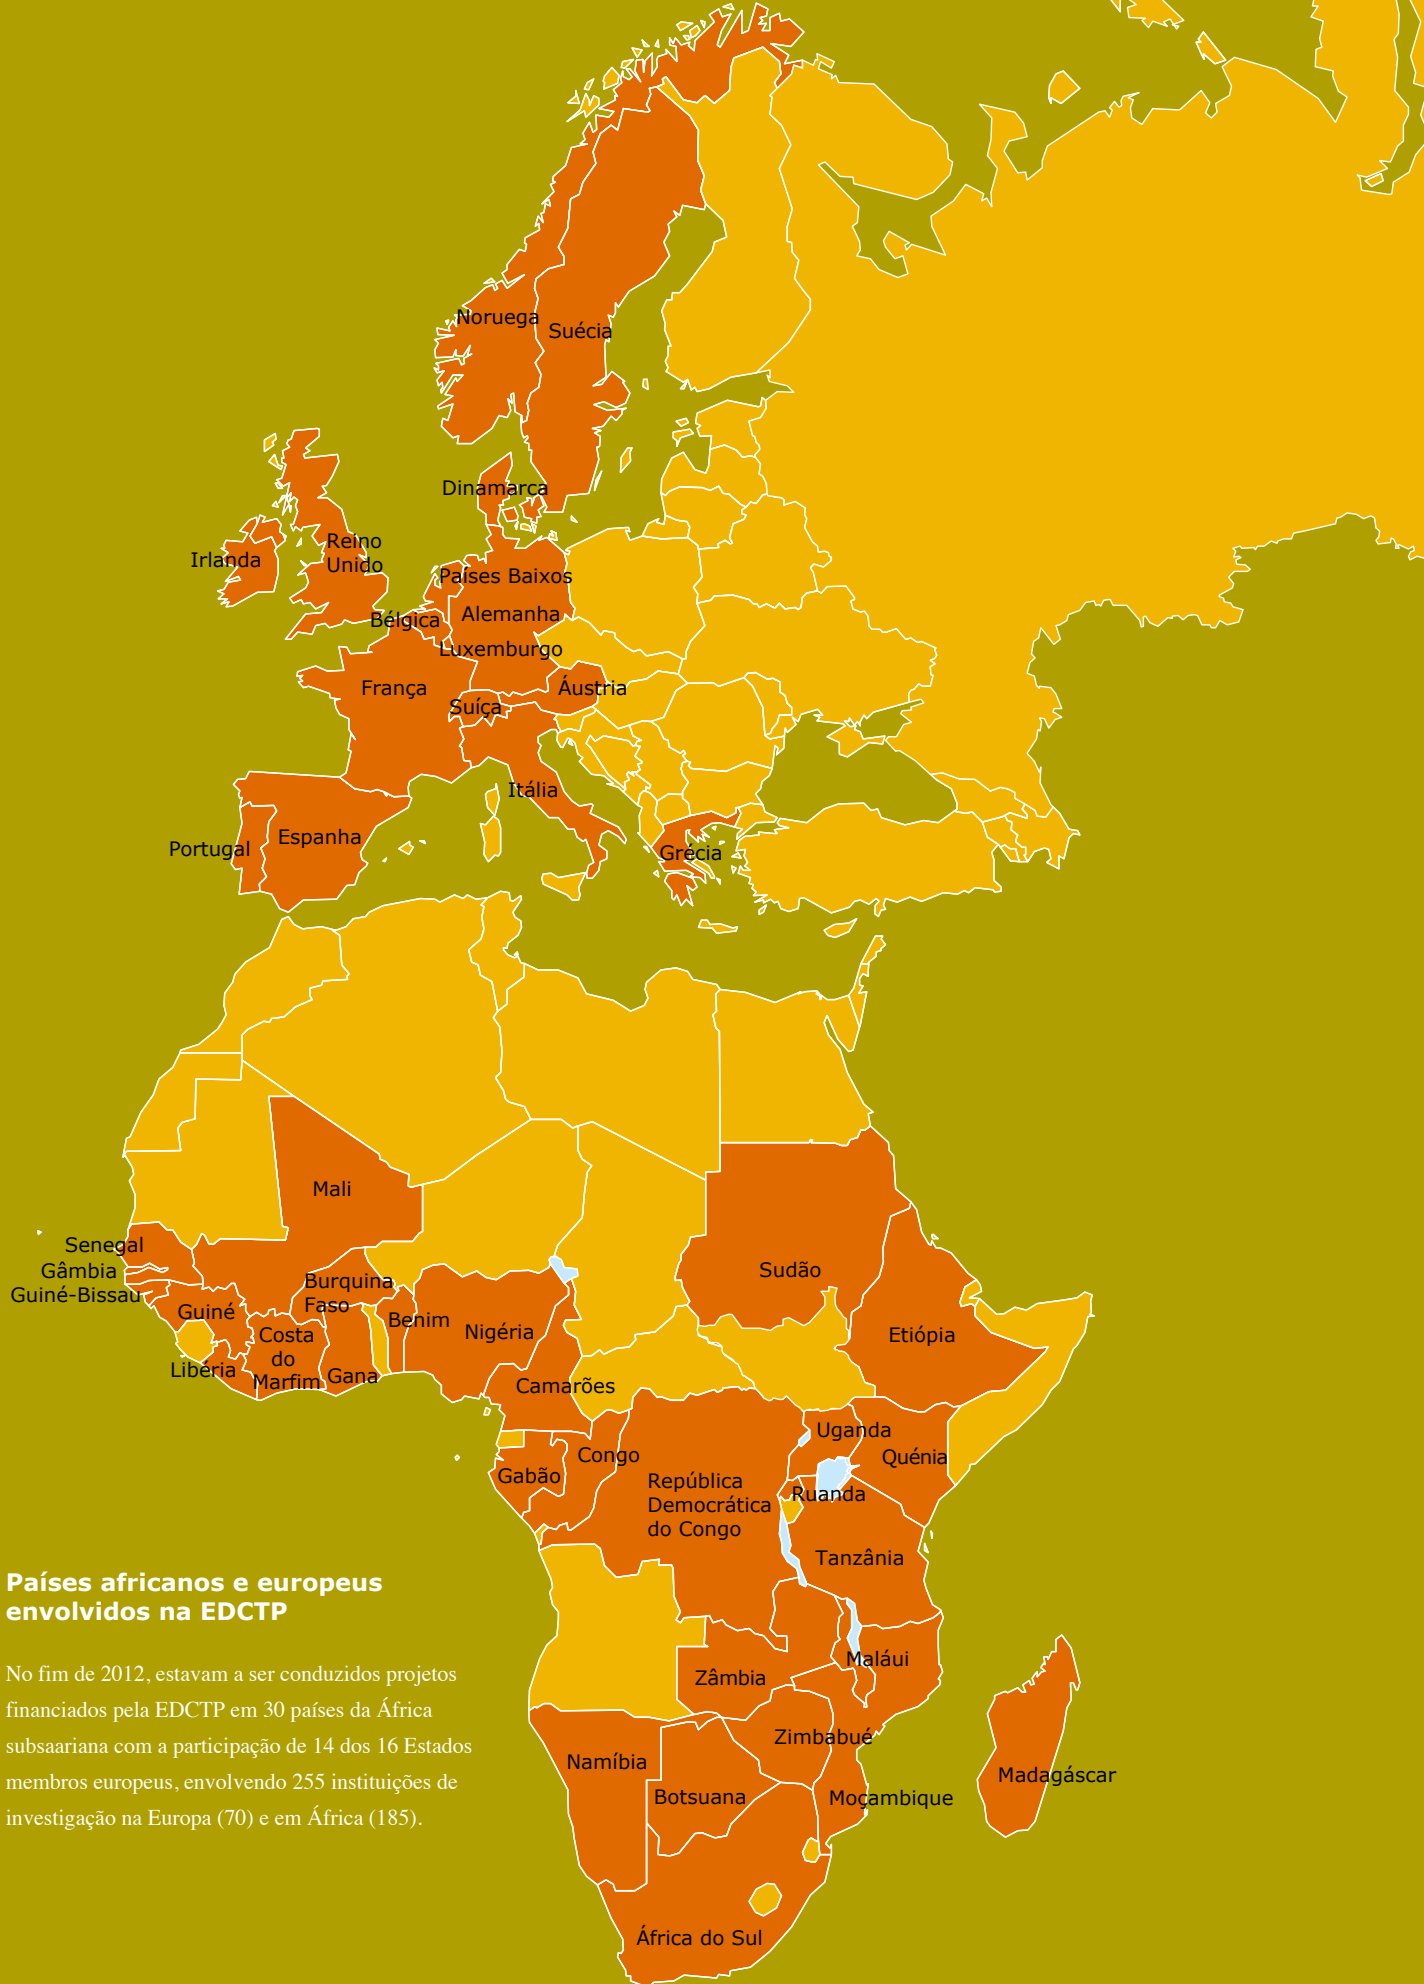 Noruega
Suécia
Dinamarca
Irlanda
Reino
Unido
Países Baixos
Bélgica
Alemanha
Luxemburgo
França
Áustria
Suíça
Itália
Portugal
Espanha
Grécia
Mali
Senegal
Gâmbia
Guiné-Bissau
Burquina
Faso
Guiné
Benim
Nigéria
Costa
do
Marfim
Libéria
Gana
Camarões
Sudão
Etiópia
Uganda
Quénia
Congo
Gabão
República
Democrática
do Congo
Ruanda
Tanzânia
Maláui
Zâmbia
Zimbabué
Namíbia
Botsuana
Moçambique
Madagáscar
África do Sul
Países africanos e europeus
envolvidos na EDCTP
No fim de 2012, estavam a ser conduzidos projetos
financiados pela EDCTP em 30 países da África
subsaariana com a participação de 14 dos 16 Estados
membros europeus, envolvendo 255 instituições de
investigação na Europa (70) e em África (185).